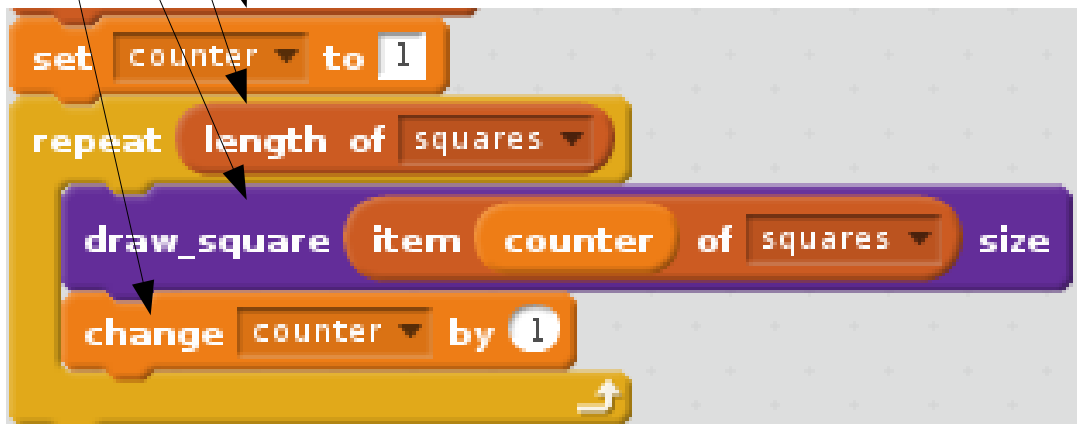 set counter to 1
repeat length of squares
draw_square item counter of squares size
change counter by 1